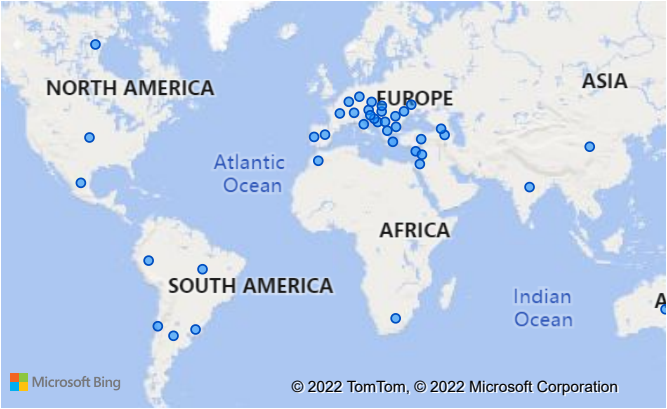 ASIA
NORTH AMERICA
EUROPE
Atlantic
Ocean
AFRICA
SOUTH AMERICA
Indian
Ocean
A
Microsoft Bing
© 2022 TomTom, © 2022 Microsoft Corporation